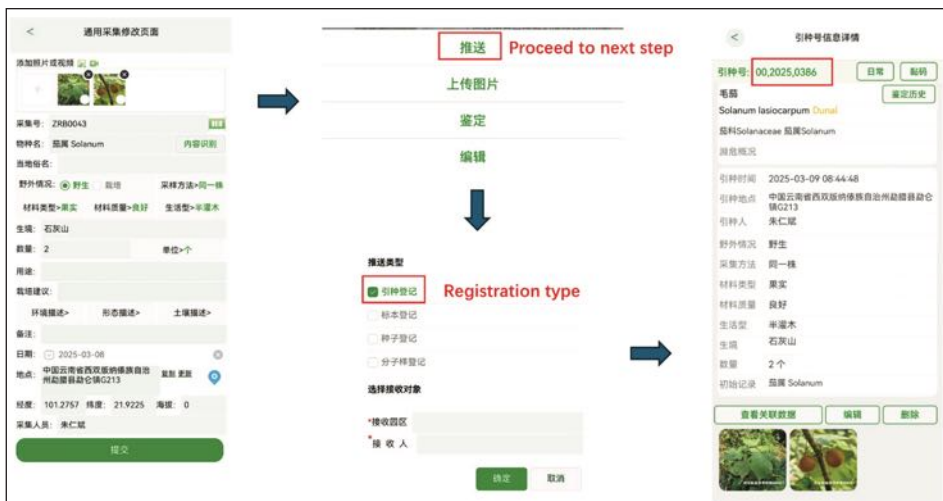 通用采集修改页面
添加照片或视频
采集号: ZRB0043
物种名: 茄属 Solanum 内容识别
当地俗名:
野外情况: 野生 栽培 采样方法>同一株
材料类型>果实 材料质量>良好 生活型>半灌木
生境: 石灰山
数量: 2 单位>个
用途:
栽培建议:
环境描述> 形态描述> 土壤描述>
备注:
日期: 2025-03-08
地点: 中国云南省西双版纳傣族自治
州勐腊县勐仑镇G213
经度: 101.2757 纬度: 21.9225 海拔: 0
采集人员: 朱仁斌
提交
推送 Proceed to next step
上传图片
鉴定
编辑
推送类型
引种登记 Registration type
标本登记
种子登记
分子样登记
选择接收对象
*接收园区
*接 收 人
确定 取消
引种号信息详情
引种号: 00,2025,0386 日常 黏码
毛茄 鉴定历史
Solanum lasiocarpum Dunal
茄科Solanaceae 茄属Solanum
濒危概况
引种时间 2025-03-09 08:44:48
引种地点 中国云南省西双版纳傣族自治州勐腊县勐仑
镇G213
引种人 朱仁斌
野外情况 野生
采集方法 同一株
材料类型 果实
材料质量 良好
生活型 半灌木
生境 石灰山
数量 2 个
初始记录 茄属 Solanum
查看关联数据 编辑 删除